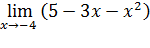 lim (5 − 3x − x²)
x→−4